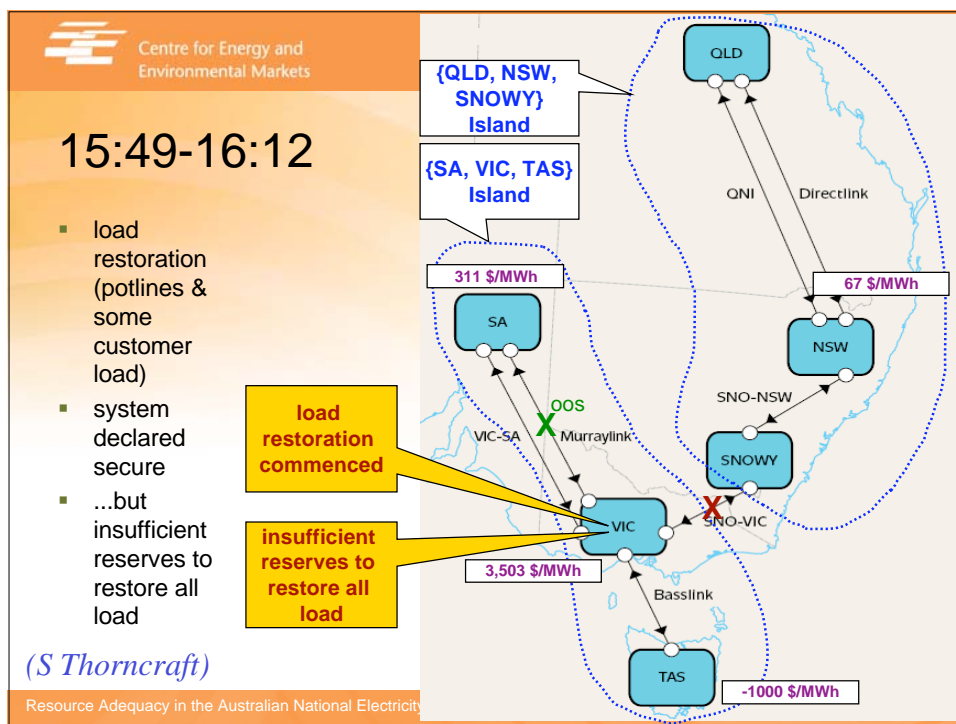 Centre for Energy and
Environmental Markets
15:49-16:12
▪ load
restoration
(potlines &
some
customer
load)
▪ system
declared
secure
▪ ...but
insufficient
reserves to
restore all
load
(S Thorncraft)
Resource Adequacy in the Australian National Electricity
{QLD, NSW,
SNOWY}
Island
{SA, VIC, TAS}
Island
QLD
QNI
Directlink
311 $/MWh
67 $/MWh
SA
NSW
SNO-NSW
load
restoration
commenced
X
OOS
VIC-SA
Murraylink
SNOWY
X
SNO-VIC
VIC
insufficient
reserves to
restore all
load
3,503 $/MWh
Basslink
TAS
-1000 $/MWh